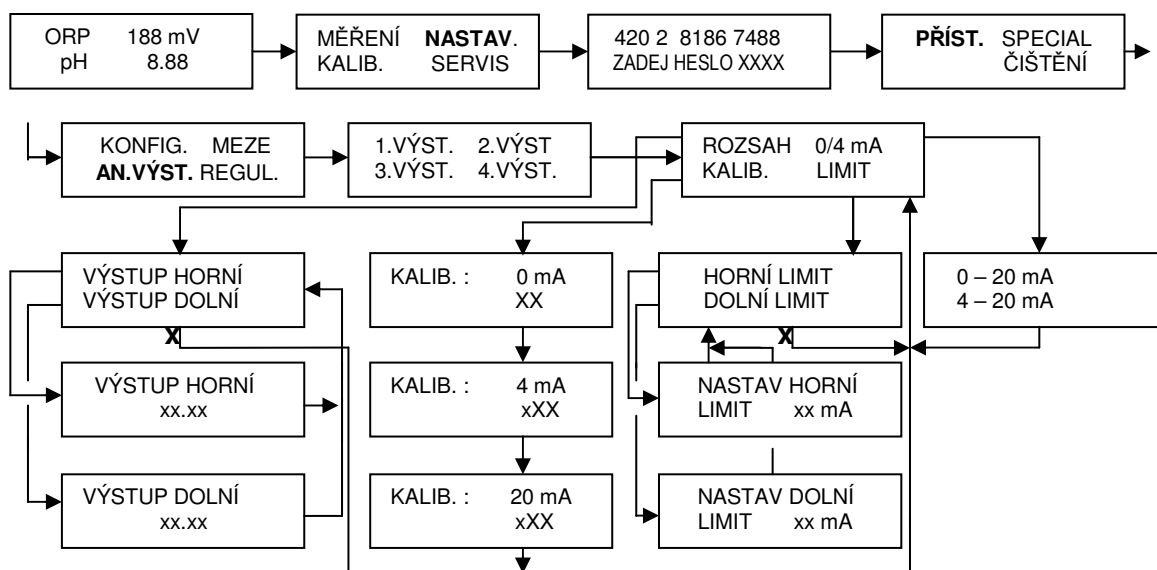 ORP 188 mV
pH 8.88
MĚŘENÍ NASTAV.
KALIB. SERVIS
420 2 8186 7488
ZADEJ HESLO XXXX
PŘÍST. SPECIAL
ČIŠTĚNÍ
KONFIG. MEZE
AN.VÝST. REGUL.
1.VÝST. 2.VÝST
3.VÝST. 4.VÝST.
ROZSAH 0/4 mA
KALIB. LIMIT
VÝSTUP HORNÍ
VÝSTUP DOLNÍ
X
KALIB. : 0 mA
XX
HORNÍ LIMIT
DOLNÍ LIMIT
X
0 – 20 mA
4 – 20 mA
VÝSTUP HORNÍ
xx.xx
KALIB. : 4 mA
xXX
NASTAV HORNÍ
LIMIT xx mA
VÝSTUP DOLNÍ
xx.xx
KALIB. : 20 mA
xXX
NASTAV DOLNÍ
LIMIT xx mA